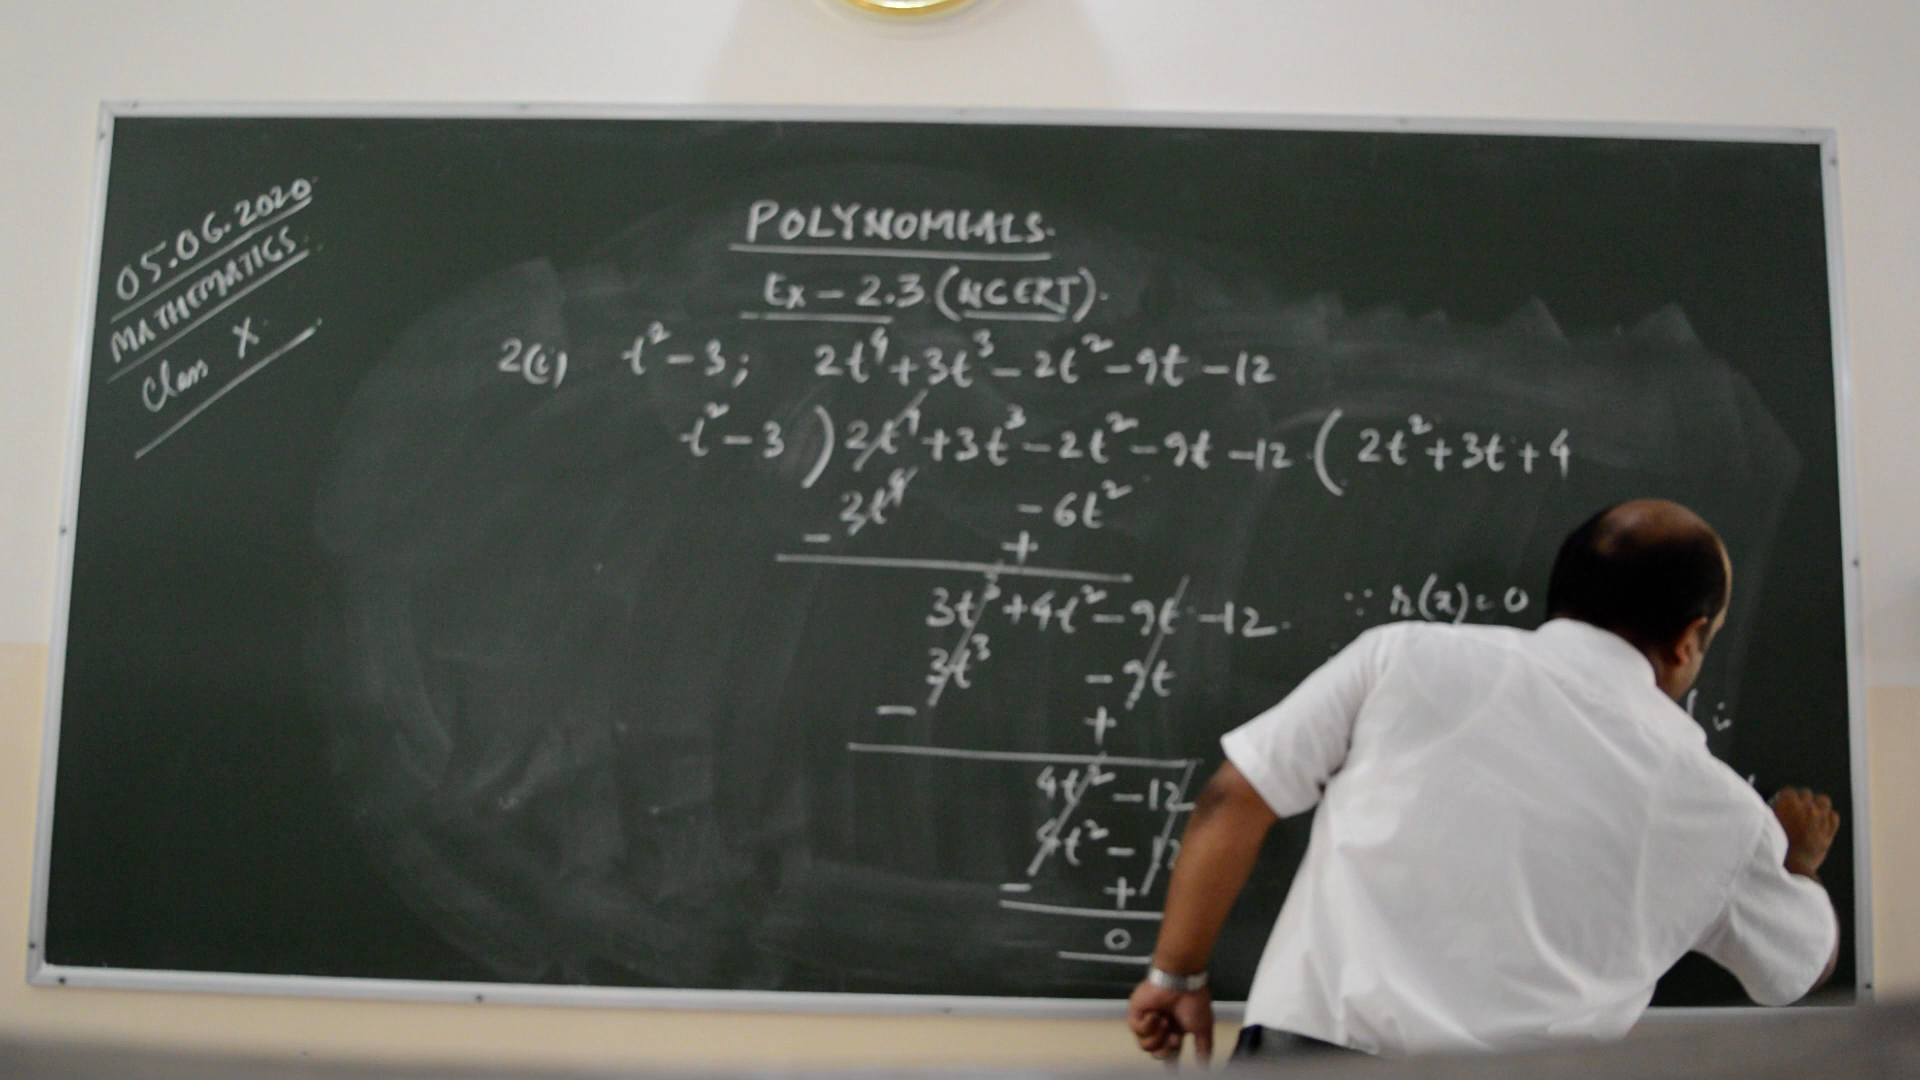 05.06.2020
MATHEMATICS.
Class X
POLYNOMIALS.
Ex - 2.3 (NCERT).
2(i) t² - 3; 2t⁴ + 3t³ - 2t² - 9t - 12
t² - 3 ) 2t⁴ + 3t³ - 2t² - 9t - 12 ( 2t² + 3t + 4
3t⁴ - 6t²
- +
3t³ + 4t² - 9t - 12.
∵ r(x) = 0
3t³ - 9t
- +
4t² - 12
4t² - 12
- +
0